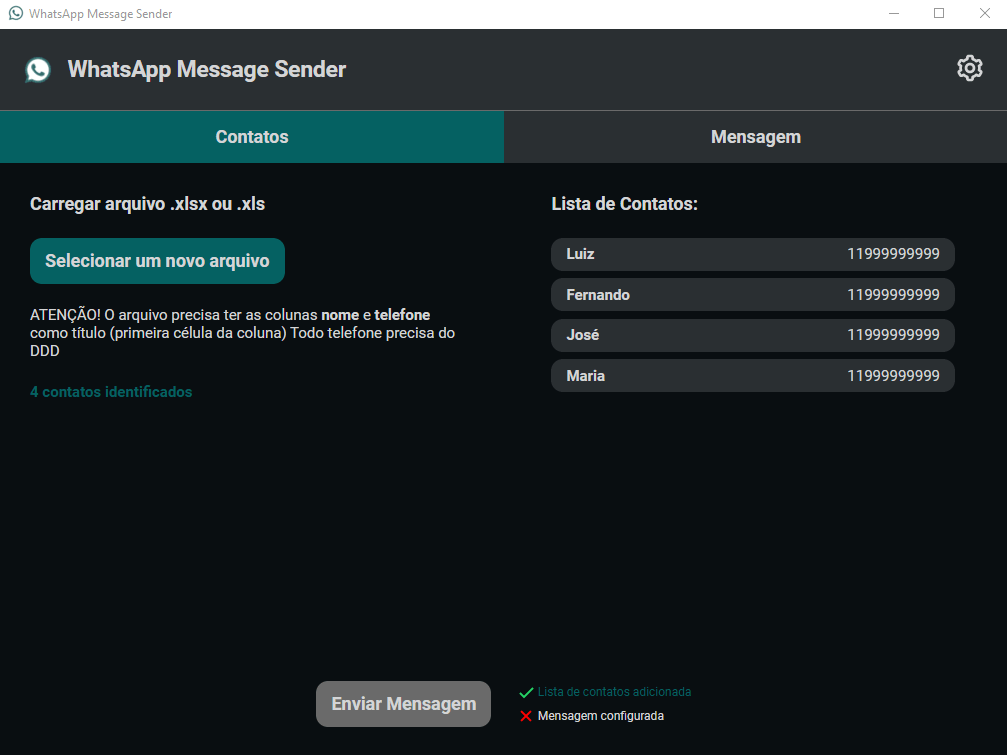 WhatsApp Message Sender
WhatsApp Message Sender
Contatos
Mensagem
Carregar arquivo .xlsx ou .xls
Selecionar um novo arquivo
ATENÇÃO! O arquivo precisa ter as colunas nome e telefone
como título (primeira célula da coluna) Todo telefone precisa do
DDD
4 contatos identificados
Lista de Contatos:
Luiz 11999999999
Fernando 11999999999
José 11999999999
Maria 11999999999
Enviar Mensagem
Lista de contatos adicionada
Mensagem configurada